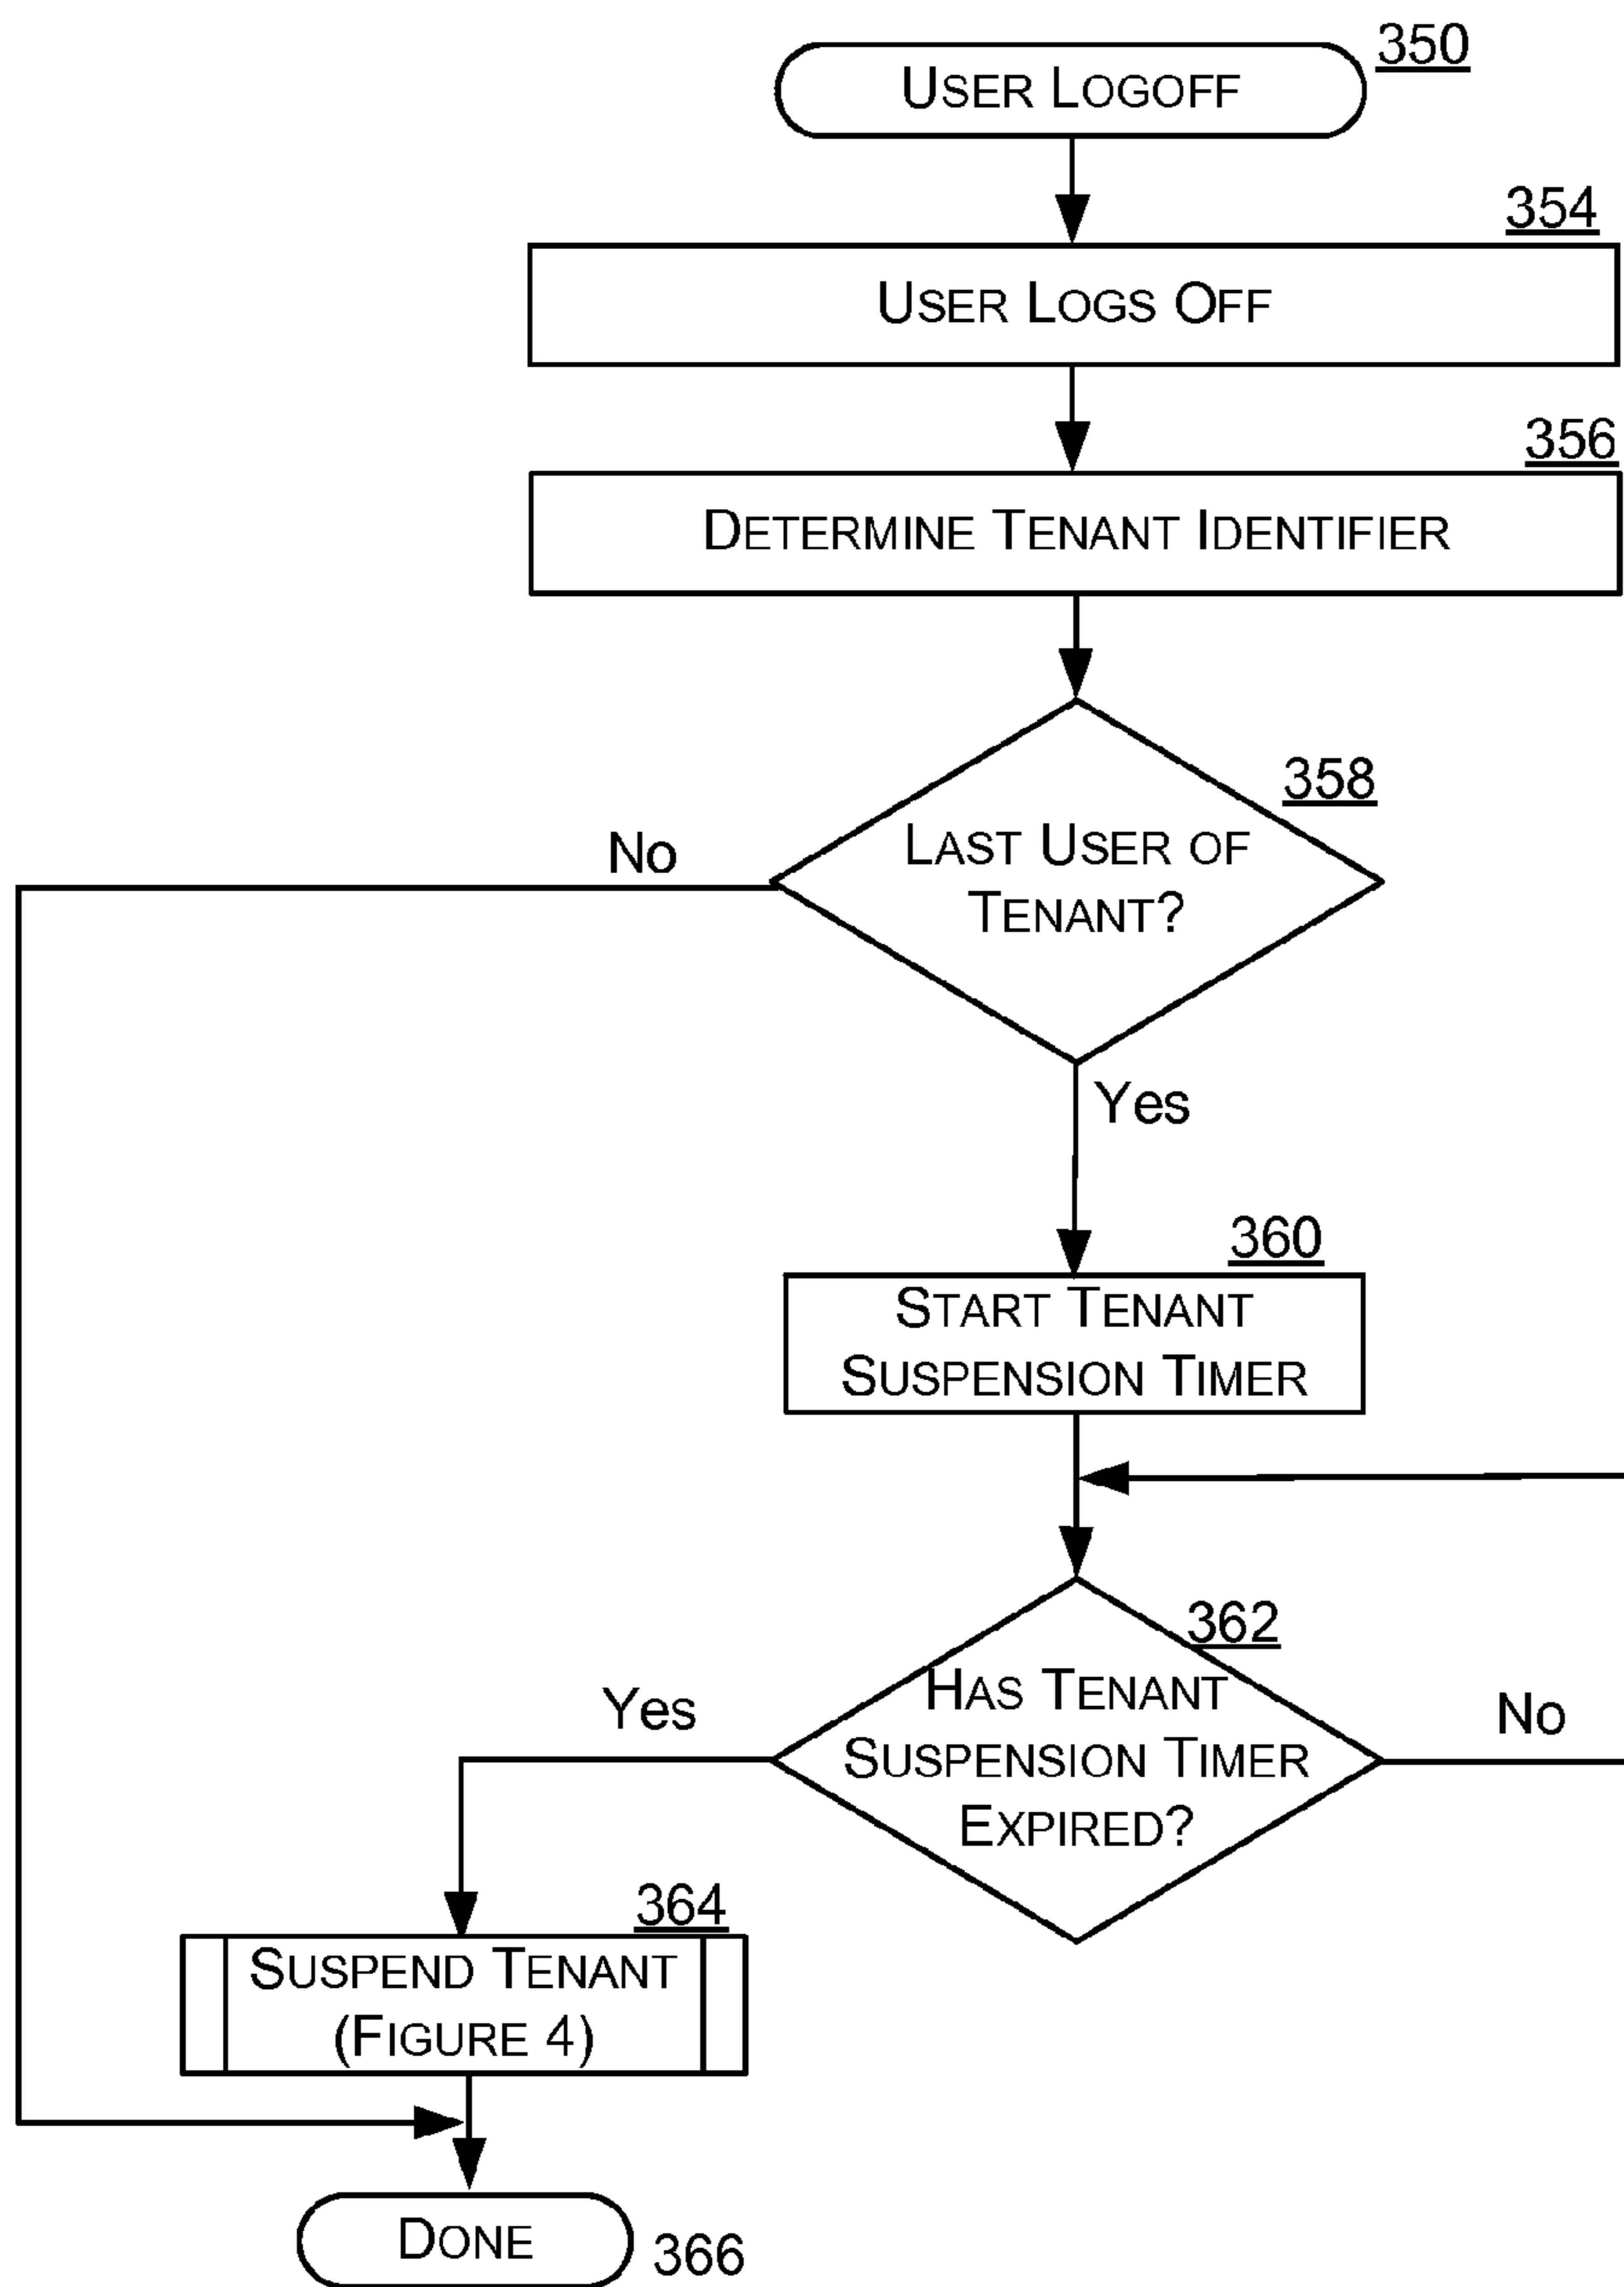 350
USER LOGOFF
354
USER LOGS OFF
356
DETERMINE TENANT IDENTIFIER
358
No
LAST USER OF
TENANT?
Yes
360
START TENANT
SUSPENSION TIMER
362
Yes
HAS TENANT
SUSPENSION TIMER
EXPIRED?
No
364
SUSPEND TENANT
(FIGURE 4)
DONE
366